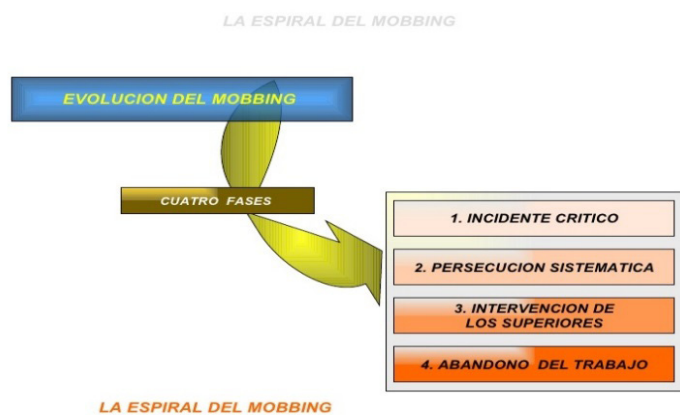 LA ESPIRAL DEL MOBBING
EVOLUCION DEL MOBBING
CUATRO FASES
1. INCIDENTE CRITICO
2. PERSECUCION SISTEMATICA
3. INTERVENCION DE
LOS SUPERIORES
4. ABANDONO DEL TRABAJO
LA ESPIRAL DEL MOBBING